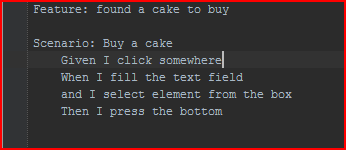 Feature: found a cake to buy
Scenario: Buy a cake
Given I click somewhere
When I fill the text field
and I select element from the box
Then I press the bottom